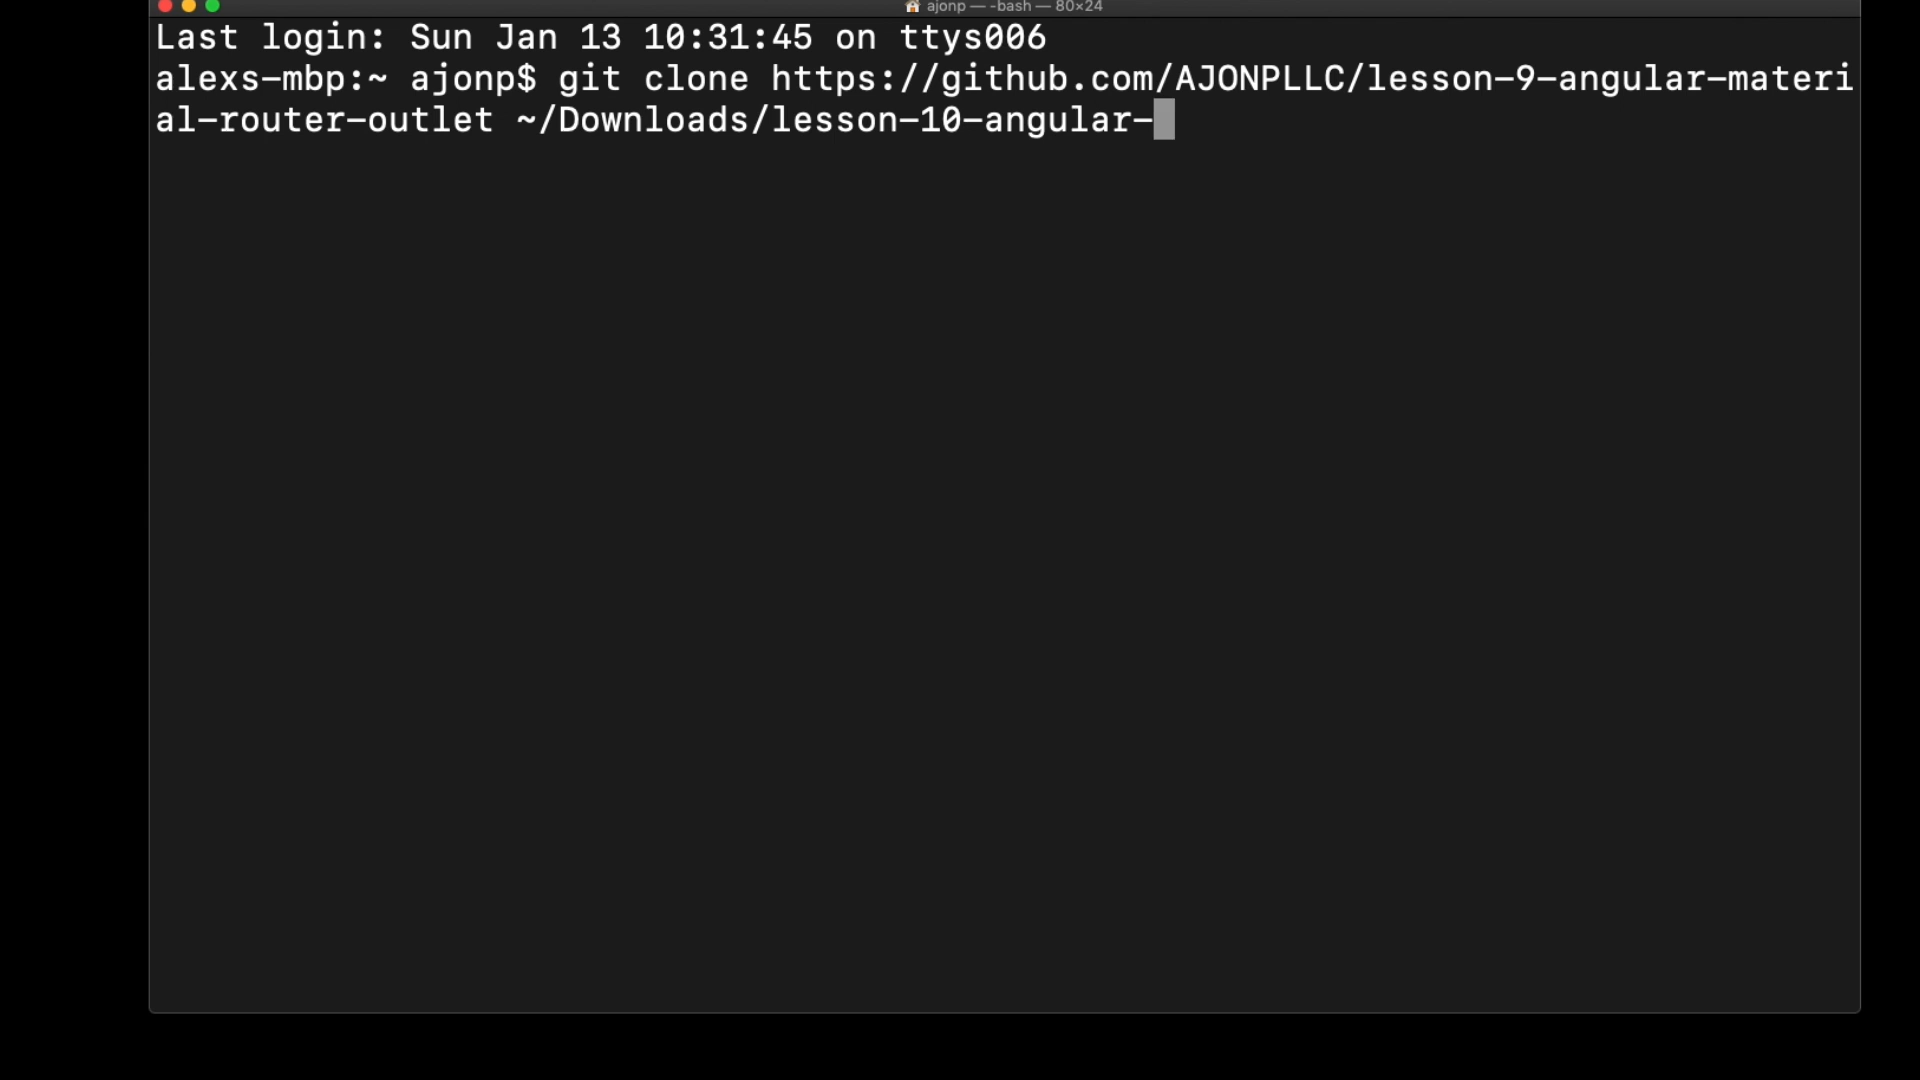 ajonp — -bash — 80×24
Last login: Sun Jan 13 10:31:45 on ttys006
alexs-mbp:~ ajonp$ git clone https://github.com/AJONPLLC/lesson-9-angular-materi
al-router-outlet ~/Downloads/lesson-10-angular-